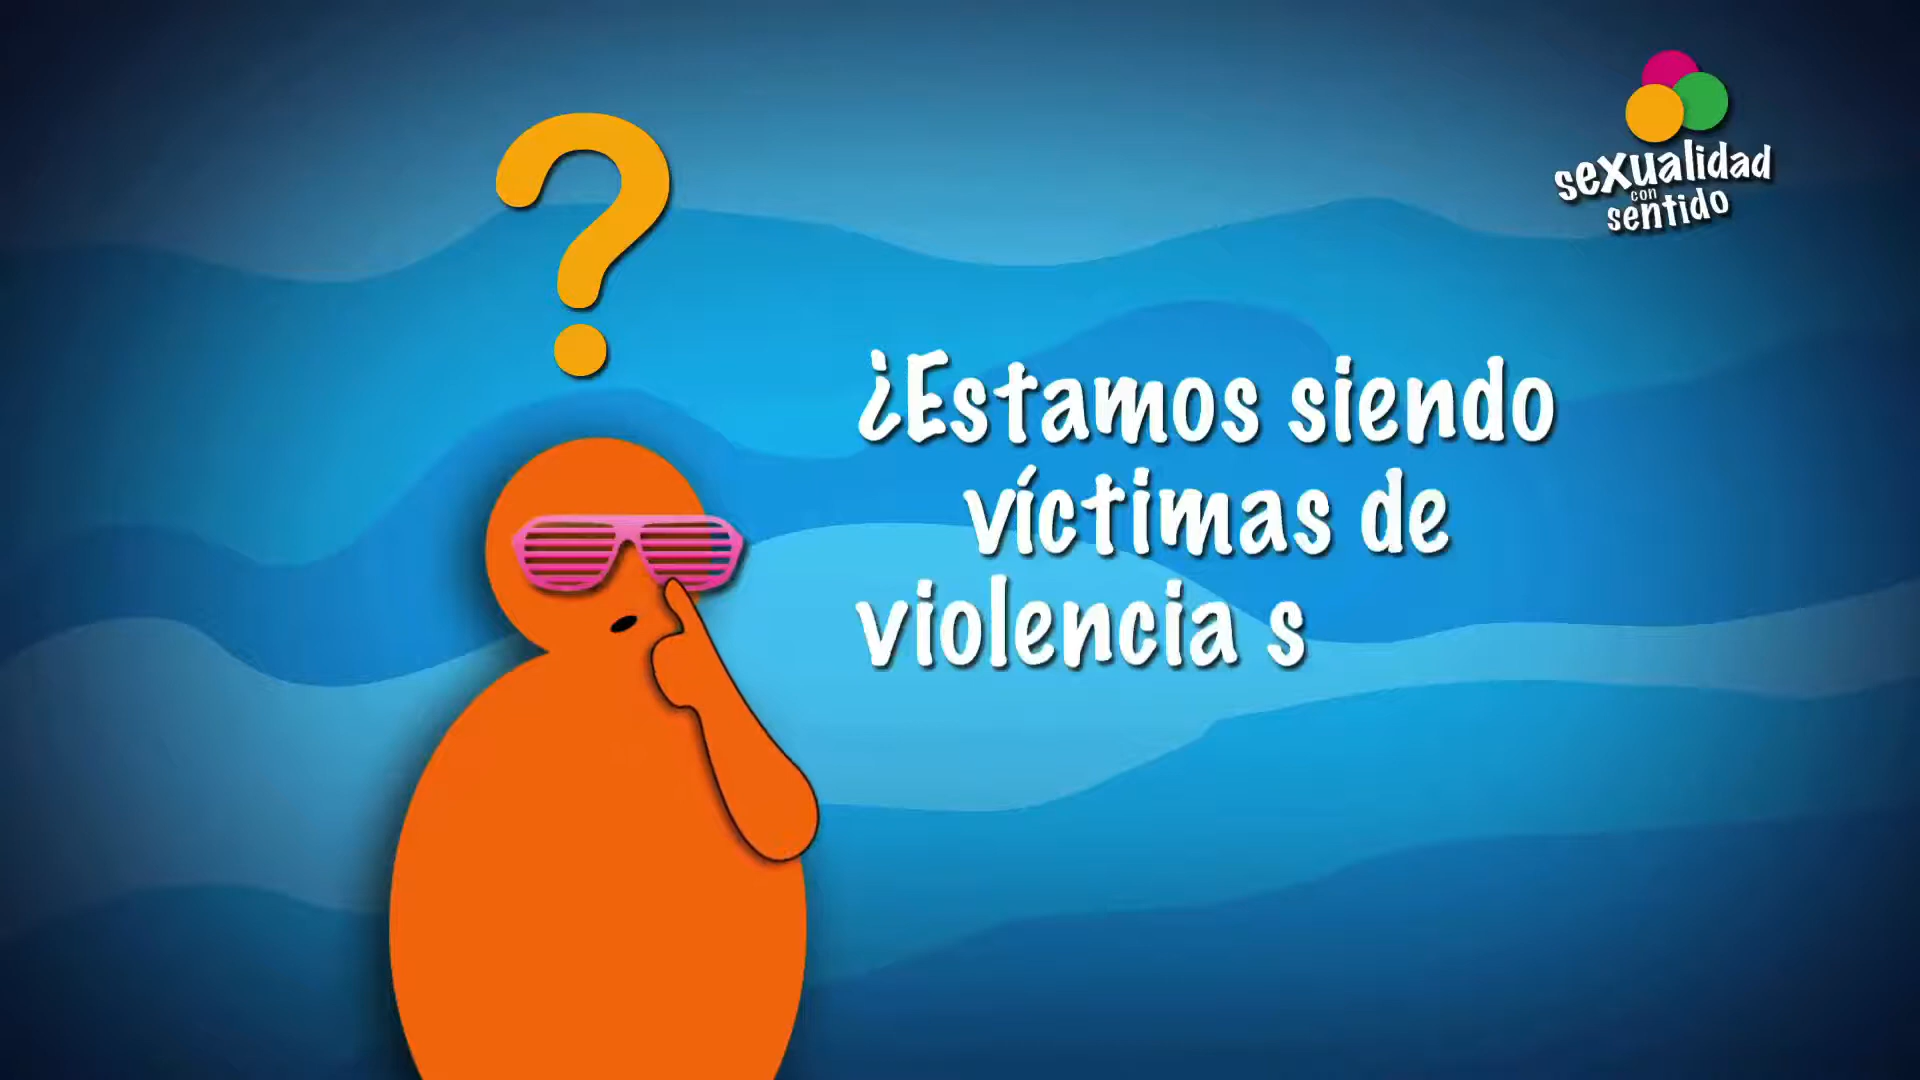 sexualidad
con
sentido
¿Estamos siendo
víctimas de
violencia s